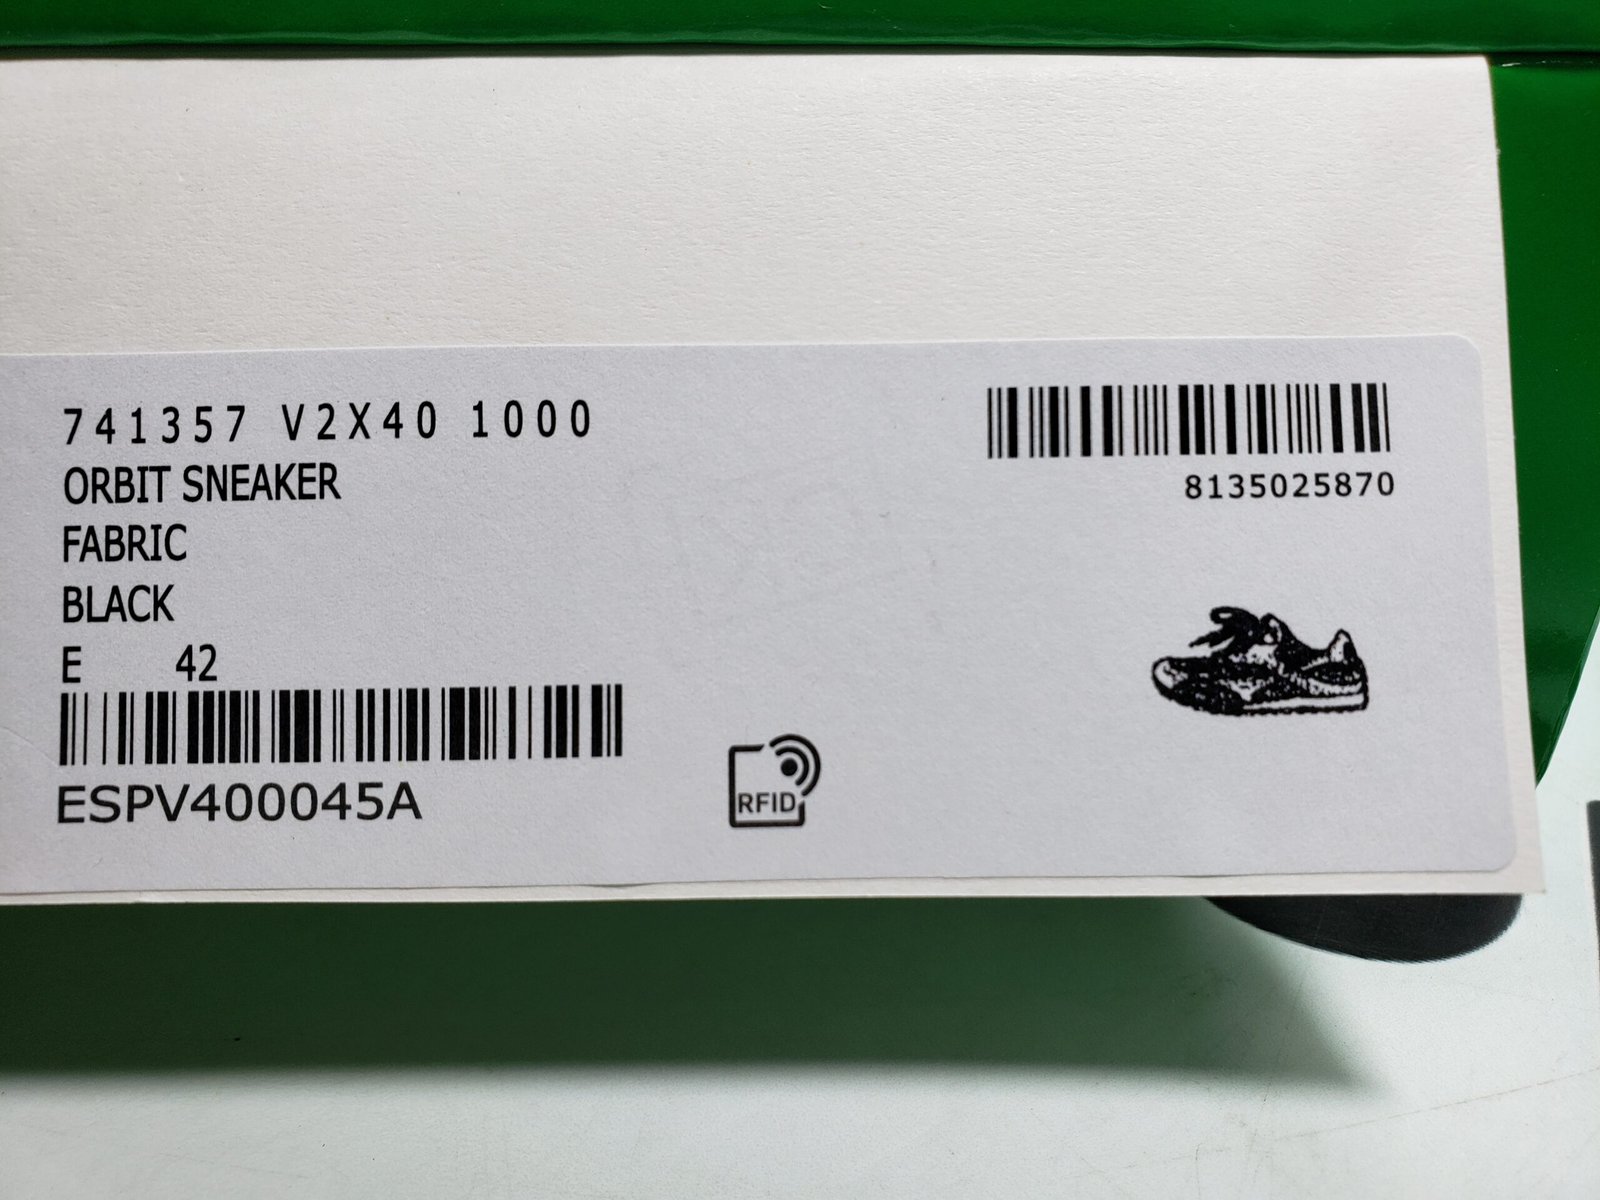 741357 V2X40 1000
ORBIT SNEAKER
FABRIC
BLACK
E 42
ESPV400045A
8135025870
RFID